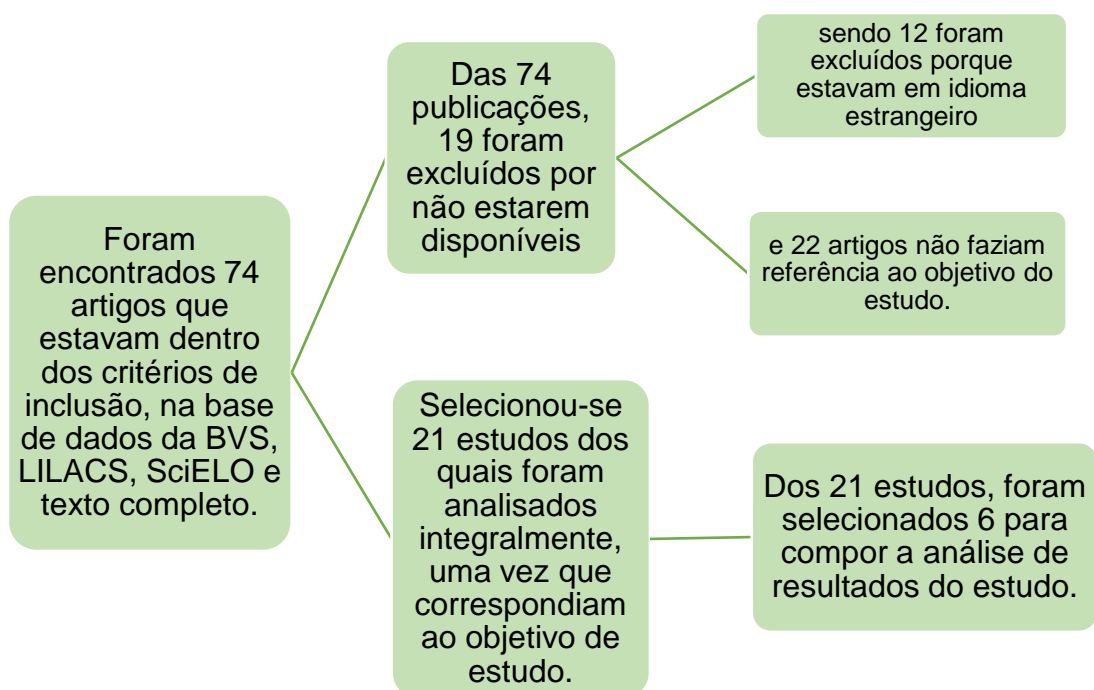 Foram
encontrados 74
artigos que
estavam dentro
dos critérios de
inclusão, na base
de dados da BVS,
LILACS, SciELO e
texto completo.
Das 74
publicações,
19 foram
excluídos por
não estarem
disponíveis
sendo 12 foram
excluídos porque
estavam em idioma
estrangeiro
e 22 artigos não faziam
referência ao objetivo do
estudo.
Selecionou-se
21 estudos dos
quais foram
analisados
integralmente,
uma vez que
correspondiam
ao objetivo de
estudo.
Dos 21 estudos, foram
selecionados 6 para
compor a análise de
resultados do estudo.